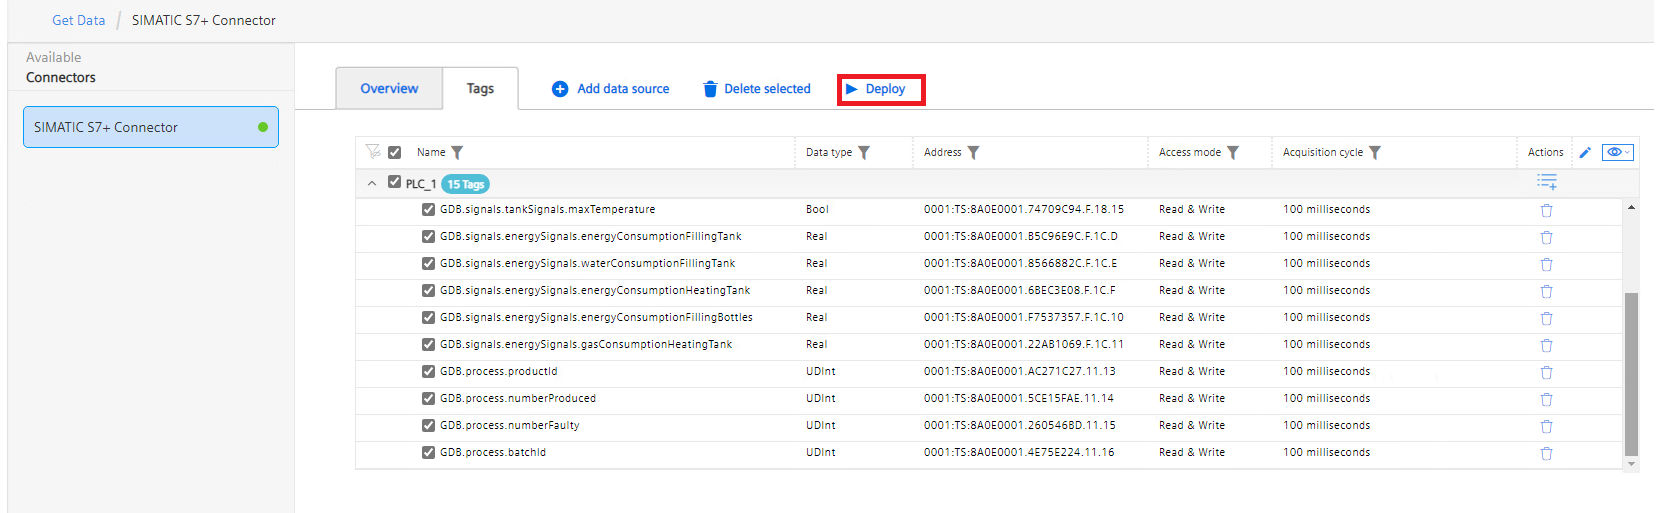 Get Data / SIMATIC S7+ Connector
Available
Connectors
SIMATIC S7+ Connector
Overview Tags Add data source Delete selected Deploy
Name Data type Address Access mode Acquisition cycle Actions
PLC_1 15 Tags
GDB.signals.tankSignals.maxTemperature Bool 0001:TS:8A0E0001.74709C94.F.18.15 Read & Write 100 milliseconds
GDB.signals.energySignals.energyConsumptionFillingTank Real 0001:TS:8A0E0001.B5C96E9C.F.1C.D Read & Write 100 milliseconds
GDB.signals.energySignals.waterConsumptionFillingTank Real 0001:TS:8A0E0001.8566882C.F.1C.E Read & Write 100 milliseconds
GDB.signals.energySignals.energyConsumptionHeatingTank Real 0001:TS:8A0E0001.6BEC3E08.F.1C.F Read & Write 100 milliseconds
GDB.signals.energySignals.energyConsumptionFillingBottles Real 0001:TS:8A0E0001.F7537357.F.1C.10 Read & Write 100 milliseconds
GDB.signals.energySignals.gasConsumptionHeatingTank Real 0001:TS:8A0E0001.22AB1069.F.1C.11 Read & Write 100 milliseconds
GDB.process.productId UDInt 0001:TS:8A0E0001.AC271C27.11.13 Read & Write 100 milliseconds
GDB.process.numberProduced UDInt 0001:TS:8A0E0001.5CE15FAE.11.14 Read & Write 100 milliseconds
GDB.process.numberFaulty UDInt 0001:TS:8A0E0001.260546BD.11.15 Read & Write 100 milliseconds
GDB.process.batchId UDInt 0001:TS:8A0E0001.4E75E224.11.16 Read & Write 100 milliseconds